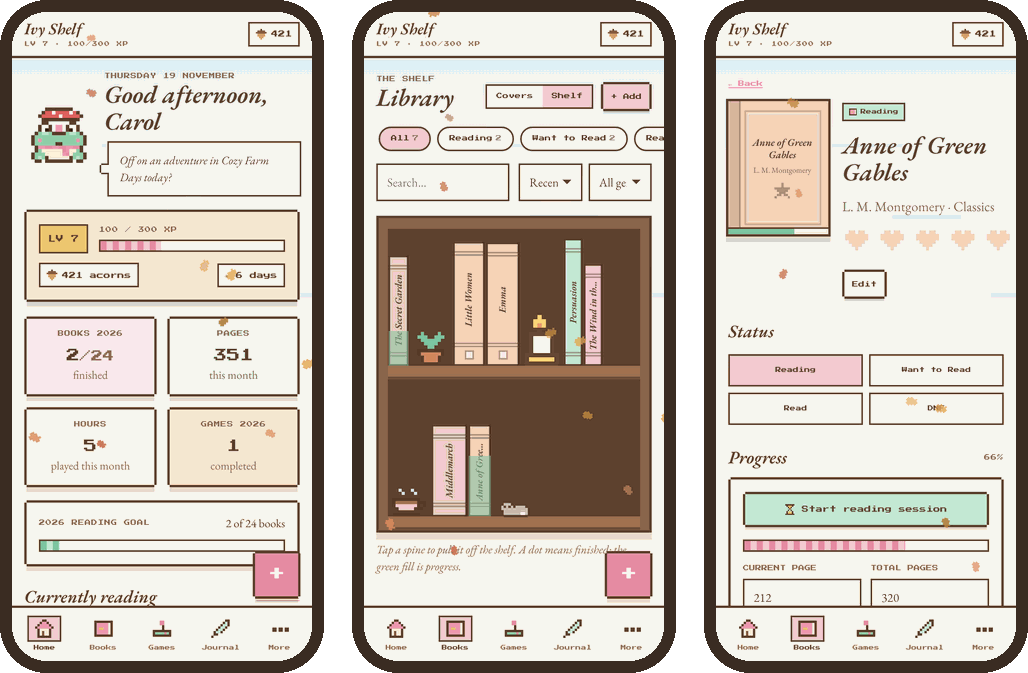 Ivy Shelf
LV 7 · 100/300 XP
421
THURSDAY 19 NOVEMBER
Good afternoon,
Carol
Off on an adventure in Cozy Farm
Days today?
LV 7
100 / 300 XP
421 acorns
6 days
BOOKS 2026
2/24
finished
PAGES
351
this month
HOURS
5
played this month
GAMES 2026
1
completed
2026 READING GOAL
2 of 24 books
+
Currently reading
Home
Books
Games
Journal
More
Ivy Shelf
LV 7 · 100/300 XP
421
THE SHELF
Library
Covers
Shelf
+ Add
All 7
Reading 2
Want to Read 2
Rea
Search...
Recen
All ge
The Secret Garden
Little Women
Emma
Persuasion
The Wind in th...
Middlemarch
Anne of Gree...
Tap a spine to pull it off the shelf. A dot means finished; the
green fill is progress.
+
Home
Books
Games
Journal
More
Ivy Shelf
LV 7 · 100/300 XP
421
Back
Anne of Green
Gables
L. M. Montgomery
Reading
Anne of Green
Gables
L. M. Montgomery · Classics
Edit
Status
Reading
Want to Read
Read
DNF
Progress
66%
Start reading session
CURRENT PAGE
TOTAL PAGES
212
320
Home
Books
Games
Journal
More